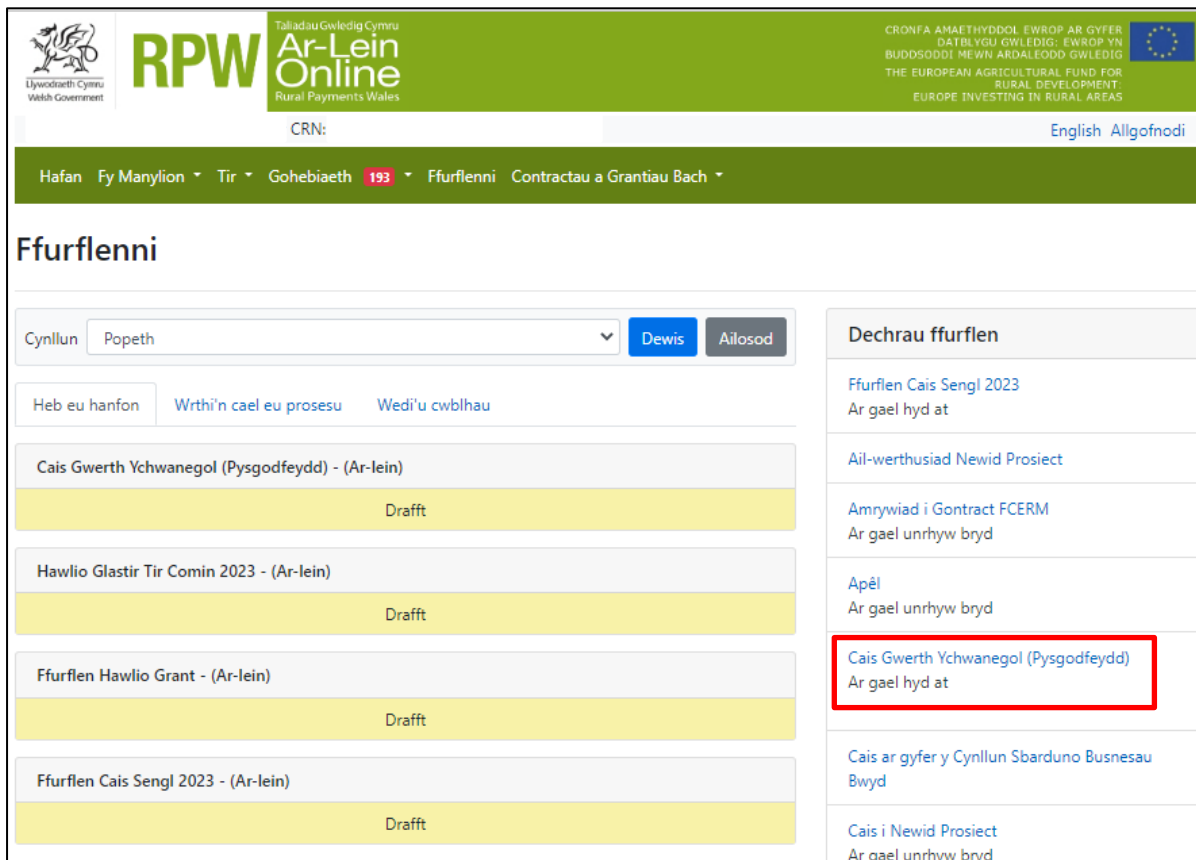 Llywodraeth Cymru
Welsh Government
RPW
Taliadau Gwledig Cymru
Ar-Lein
Online
Rural Payments Wales
CRONFA AMAETHYDDOL EWROP AR GYFER
DATBLYGU GWLEDIG: EWROP YN
BUDDSODDI MEWN ARDALEODD GWLEDIG
THE EUROPEAN AGRICULTURAL FUND FOR
RURAL DEVELOPMENT:
EUROPE INVESTING IN RURAL AREAS
CRN:
English Allgofnodi
Hafan Fy Manylion Tir Gohebiaeth 193 Ffurflenni Contractau a Grantiau Bach
Ffurflenni
Cynllun Popeth Dewis Ailosod
Heb eu hanfon Wrthi'n cael eu prosesu Wedi'u cwblhau
Cais Gwerth Ychwanegol (Pysgodfeydd) - (Ar-lein)
Drafft
Hawlio Glastir Tir Comin 2023 - (Ar-lein)
Drafft
Ffurflen Hawlio Grant - (Ar-lein)
Drafft
Ffurflen Cais Sengl 2023 - (Ar-lein)
Drafft
Dechrau ffurflen
Ffurflen Cais Sengl 2023
Ar gael hyd at
Ail-werthusiad Newid Prosiect
Amrywiad i Gontract FCERM
Ar gael unrhyw bryd
Apêl
Ar gael unrhyw bryd
Cais Gwerth Ychwanegol (Pysgodfeydd)
Ar gael hyd at
Cais ar gyfer y Cynllun Sbarduno Busnesau
Bwyd
Cais i Newid Prosiect
Ar gael unrhyw bryd